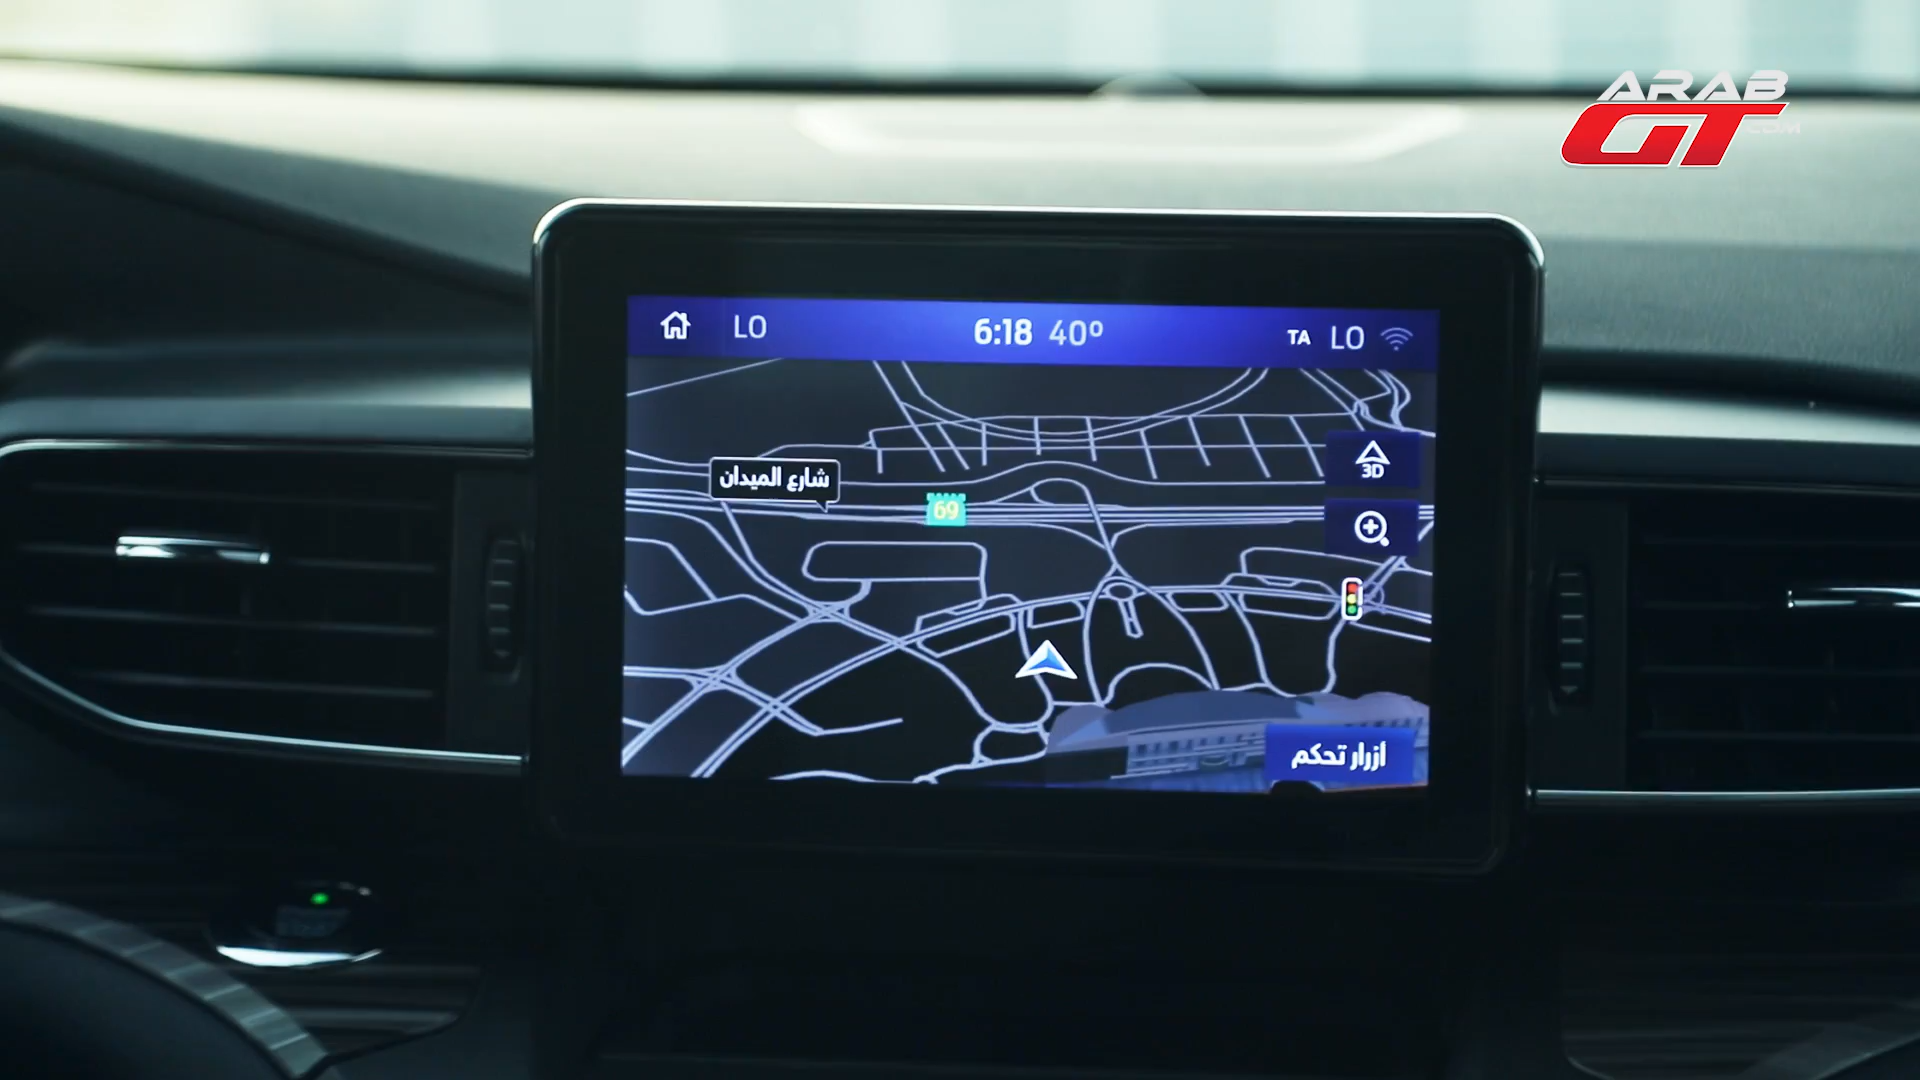 ARAB
GT.COM
LO 6:18 40° TA LO
3D
شارع الميدان
69
أزرار تحكم